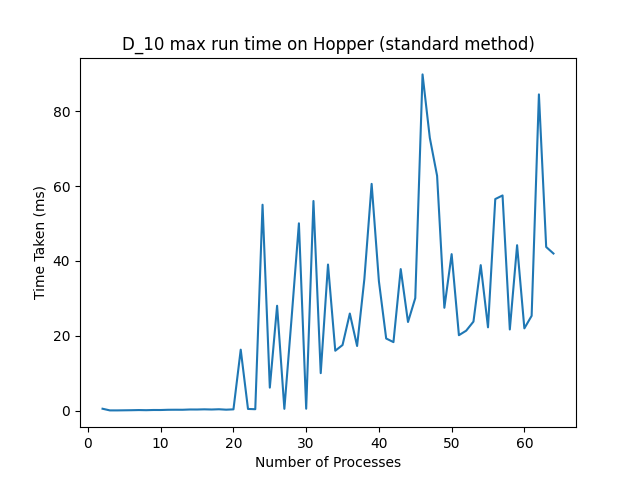 D_10 max run time on Hopper (standard method)
Time Taken (ms)
80
60
40
20
0
0 10 20 30 40 50 60
Number of Processes